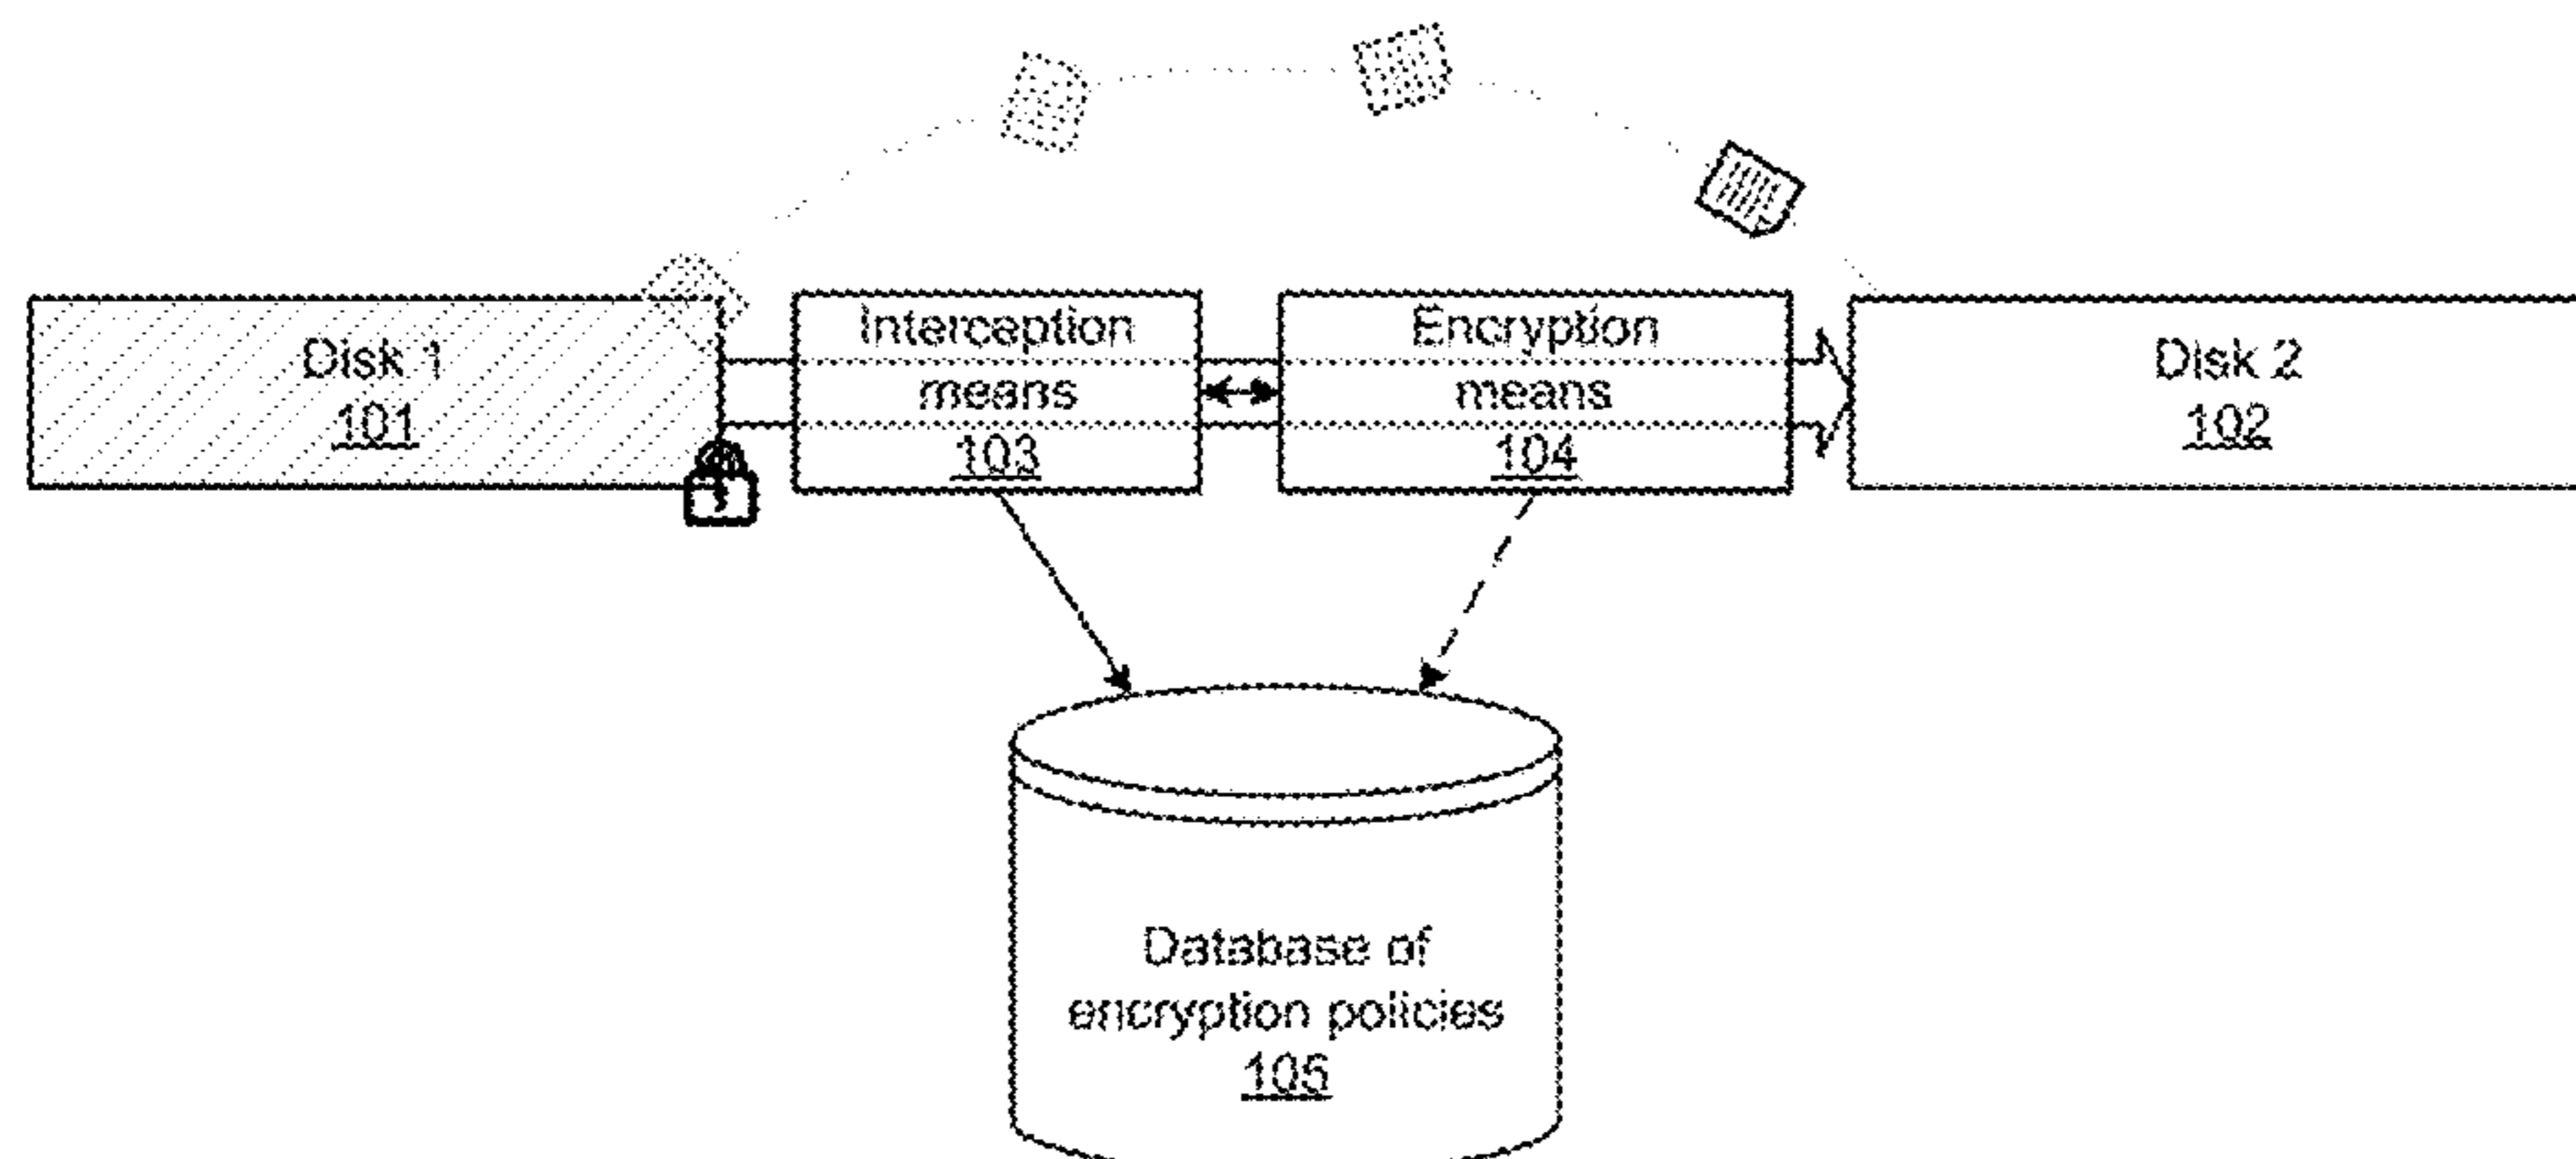 Disk 1
101
Interception
means
103
Encryption
means
104
Disk 2
102
Database of
encryption policies
105